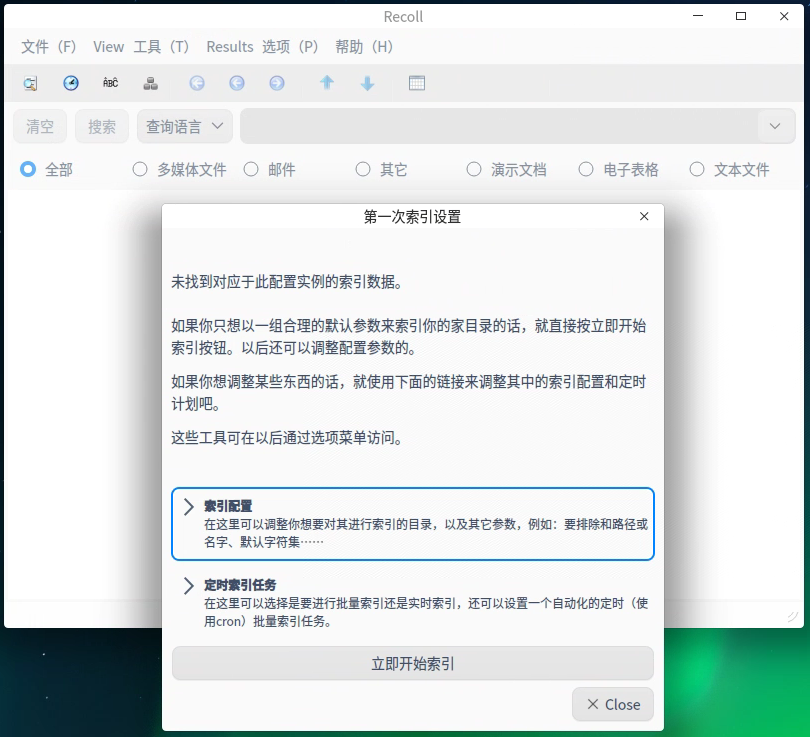 Recoll
文件（F） View 工具（T） Results 选项（P） 帮助（H）
ABC
清空 搜索 查询语言
全部 多媒体文件 邮件 其它 演示文档 电子表格 文本文件
第一次索引设置
未找到对应于此配置实例的索引数据。
如果你只想以一组合理的默认参数来索引你的家目录的话，就直接按立即开始
索引按钮。以后还可以调整配置参数的。
如果你想调整某些东西的话，就使用下面的链接来调整其中的索引配置和定时
计划吧。
这些工具可在以后通过选项菜单访问。
索引配置
在这里可以调整你想要对其进行索引的目录，以及其它参数，例如：要排除和路径或
名字、默认字符集……
定时索引任务
在这里可以选择是要进行批量索引还是实时索引，还可以设置一个自动化的定时（使
用cron）批量索引任务。
立即开始索引
Close